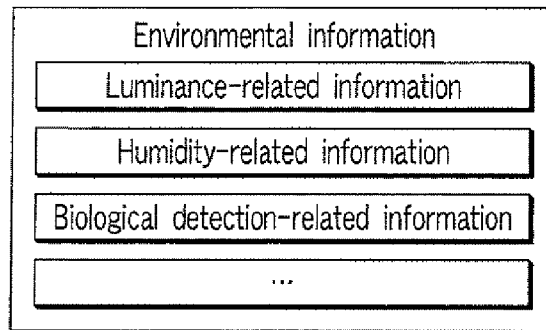 Environmental information
Luminance-related information
Humidity-related information
Biological detection-related information
...